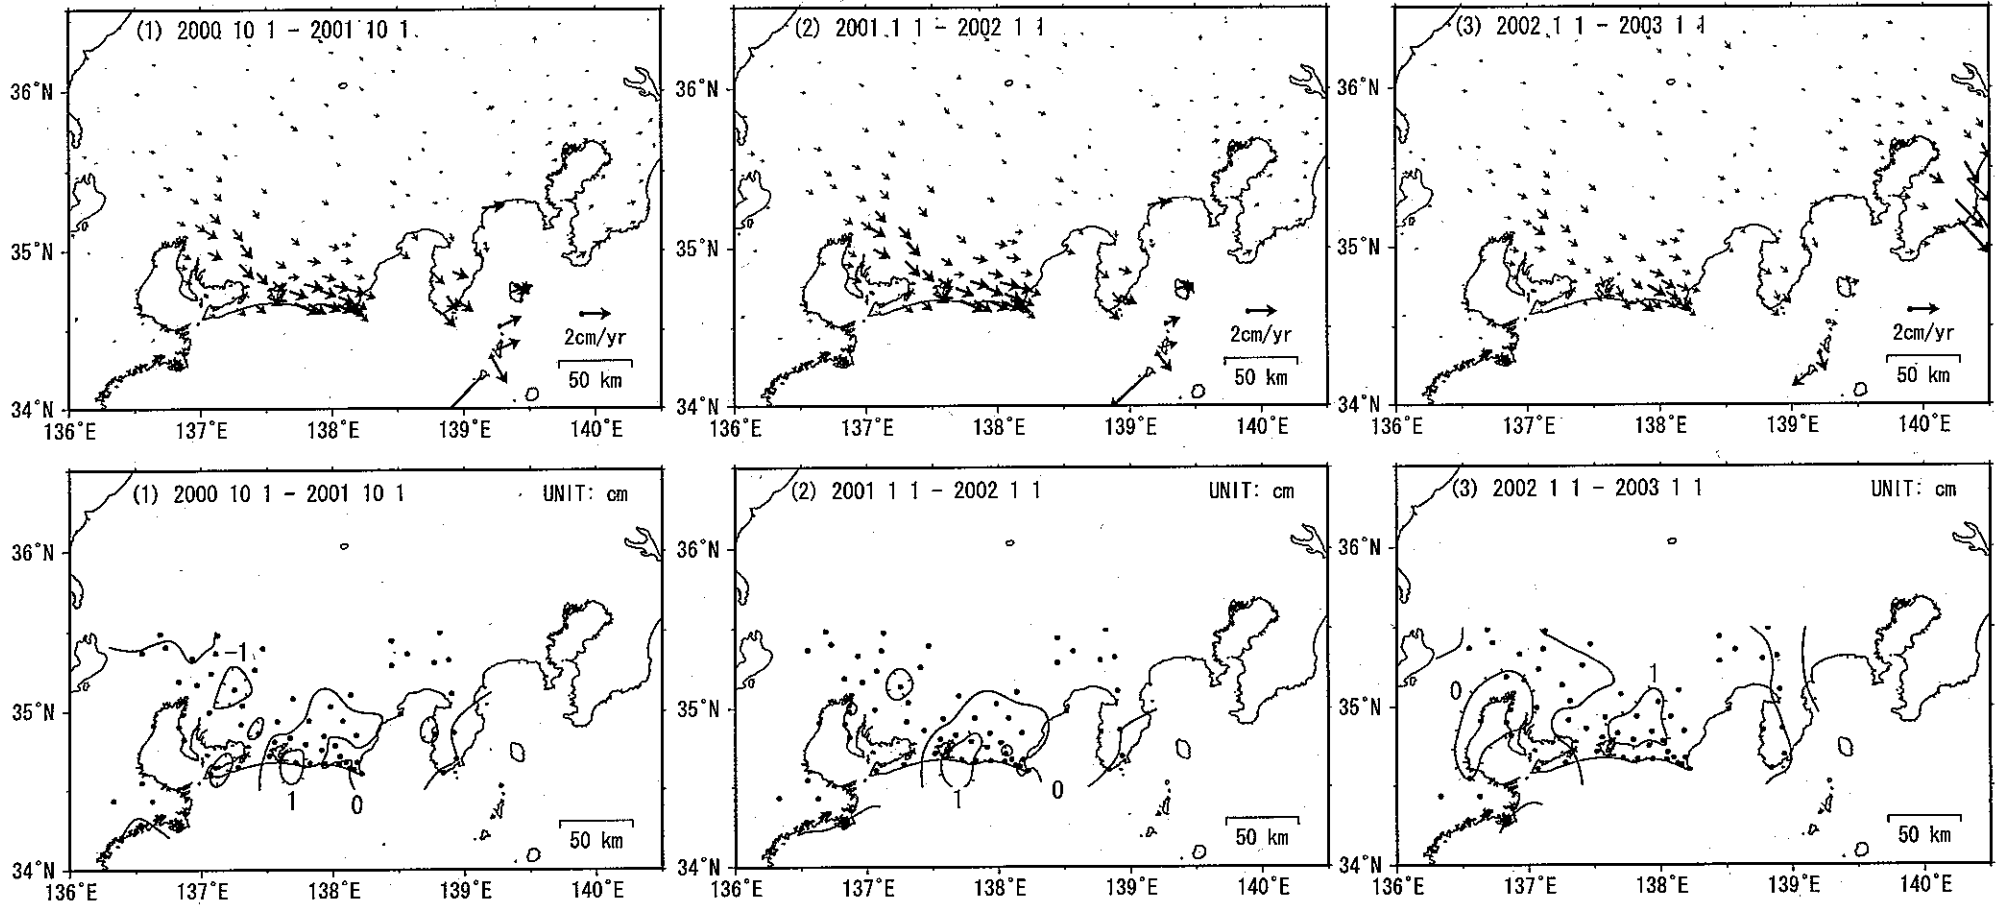 (1) 2000 10 1 - 2001 10 1
36°N
35°N
34°N
2cm/yr
50 km
136°E 137°E 138°E 139°E 140°E
(2) 2001 1 1 - 2002 1 1
36°N
35°N
34°N
2cm/yr
50 km
136°E 137°E 138°E 139°E 140°E
(3) 2002 1 1 - 2003 1 1
36°N
35°N
34°N
2cm/yr
50 km
136°E 137°E 138°E 139°E 140°E
(1) 2000 10 1 - 2001 10 1 UNIT: cm
36°N
-1
35°N
1 0
50 km
34°N
136°E 137°E 138°E 139°E 140°E
(2) 2001 1 1 - 2002 1 1 UNIT: cm
36°N
35°N
1 0
50 km
34°N
136°E 137°E 138°E 139°E 140°E
(3) 2002 1 1 - 2003 1 1 UNIT: cm
36°N
0 1
35°N
50 km
34°N
136°E 137°E 138°E 139°E 140°E